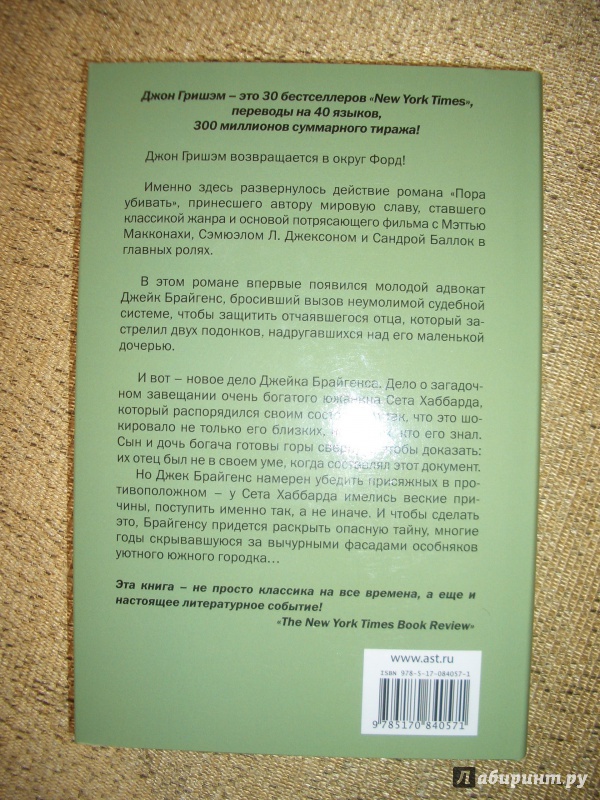 Джон Гришэм – это 30 бестселлеров «New York Times»,
переводы на 40 языков,
300 миллионов суммарного тиража!
Джон Гришэм возвращается в округ Форд!
Именно здесь развернулось действие романа "Пора
убивать», принесшего автору мировую славу, ставшего
классикой жанра и основой потрясающего фильма с Мэттью
Макконахи, Сэмюэлом Л. Джексоном и Сандрой Баллок в
главных ролях.
В этом романе впервые появился молодой адвокат
Джейк Брайгенс, бросивший вызов неумолимой судебной
системе, чтобы защитить отчаявшегося отца, который за-
стрелил двух подонков, надругавшихся над его маленькой
дочерью.
И вот – новое дело Джейка Брайгенса. Дело о загадоч-
ном завещании очень богатого южанина Сета Хаббарда,
который распорядился своим так, что это шо-
кировало не только его близких, кто его знал.
Сын и дочь богача готовы горы чтобы доказать:
их отец был не в своем уме, когда составлял этот документ.
Но Джек Брайгенс намерен убедить присяжных в про-
тивоположном – у Сета Хаббарда имелись веские при-
чины, поступить именно так, а не иначе. И чтобы сделать
это, Брайгенсу придется раскрыть опасную тайну, многие
годы скрывавшуюся за вычурными фасадами особняков
уютного южного городка...
Эта книга – не просто классика на все времена, а еще и
настоящее литературное событие!
«The New York Times Book Review»
www.ast.ru
ISBN 978-5-17-084057-1
9 785170 840571
Лабиринт.ру